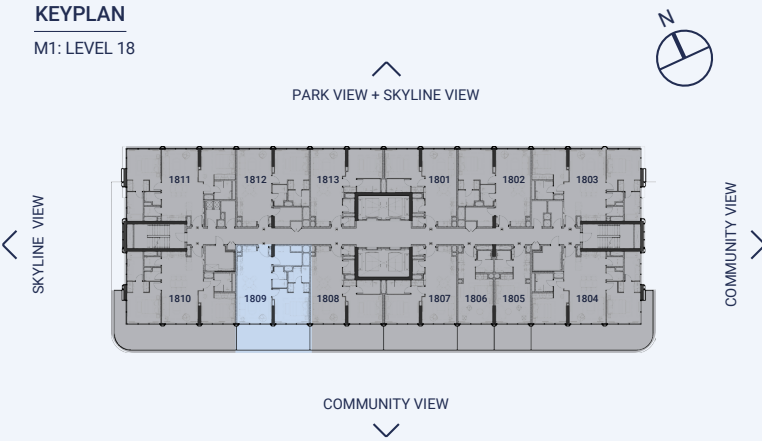 KEYPLAN
M1: LEVEL 18
N
PARK VIEW + SKYLINE VIEW
1811 1812 1813 1801 1802 1803
SKYLINE VIEW
COMMUNITY VIEW
1810 1809 1808 1807 1806 1805 1804
COMMUNITY VIEW